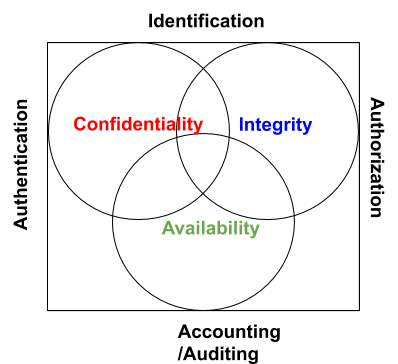 Identification
Authentication
Confidentiality
Integrity
Authorization
Availability
Accounting
/Auditing